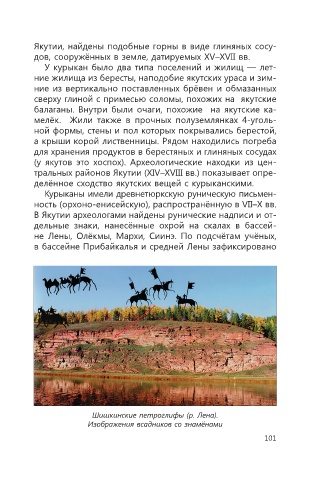 Якутии, найдены подобные горны в виде глиняных сосу-
дов, сооружённых в земле, датируемых XV–XVII вв.
У курыкан было два типа поселений и жилищ — лет-
ние жилища из бересты, наподобие якутских ураса и зим-
ние из вертикально поставленных брёвен и обмазанных
сверху глиной с примесью соломы, похожих на якутские
балаганы. Внутри были очаги, похожие на якутские ка-
мелёк. Жили также в прочных полуземлянках 4-уголь-
ной формы, стены и пол которых покрывались берестой,
а крыши корой лиственницы. Рядом находились погреба
для хранения продуктов в берестяных и глиняных сосудах
(у якутов это хоспох). Археологические находки из цен-
тральных районов Якутии (XIV–XVIII вв.) показывает опре-
делённое сходство якутских вещей с курыканскими.
Курыканы имели древнетюркскую руническую письмен-
ность (орхоно-енисейскую), распространённую в VII–X вв.
В Якутии археологами найдены рунические надписи и от-
дельные знаки, нанесённые охрой на скалах в бассей-
не Лены, Олёкмы, Мархи, Синнэ. По подсчётам учёных,
в бассейне Прибайкалья и средней Лены зафиксировано
Шишкинские петроглифы (р. Лена).
Изображения всадников со знамёнами
101